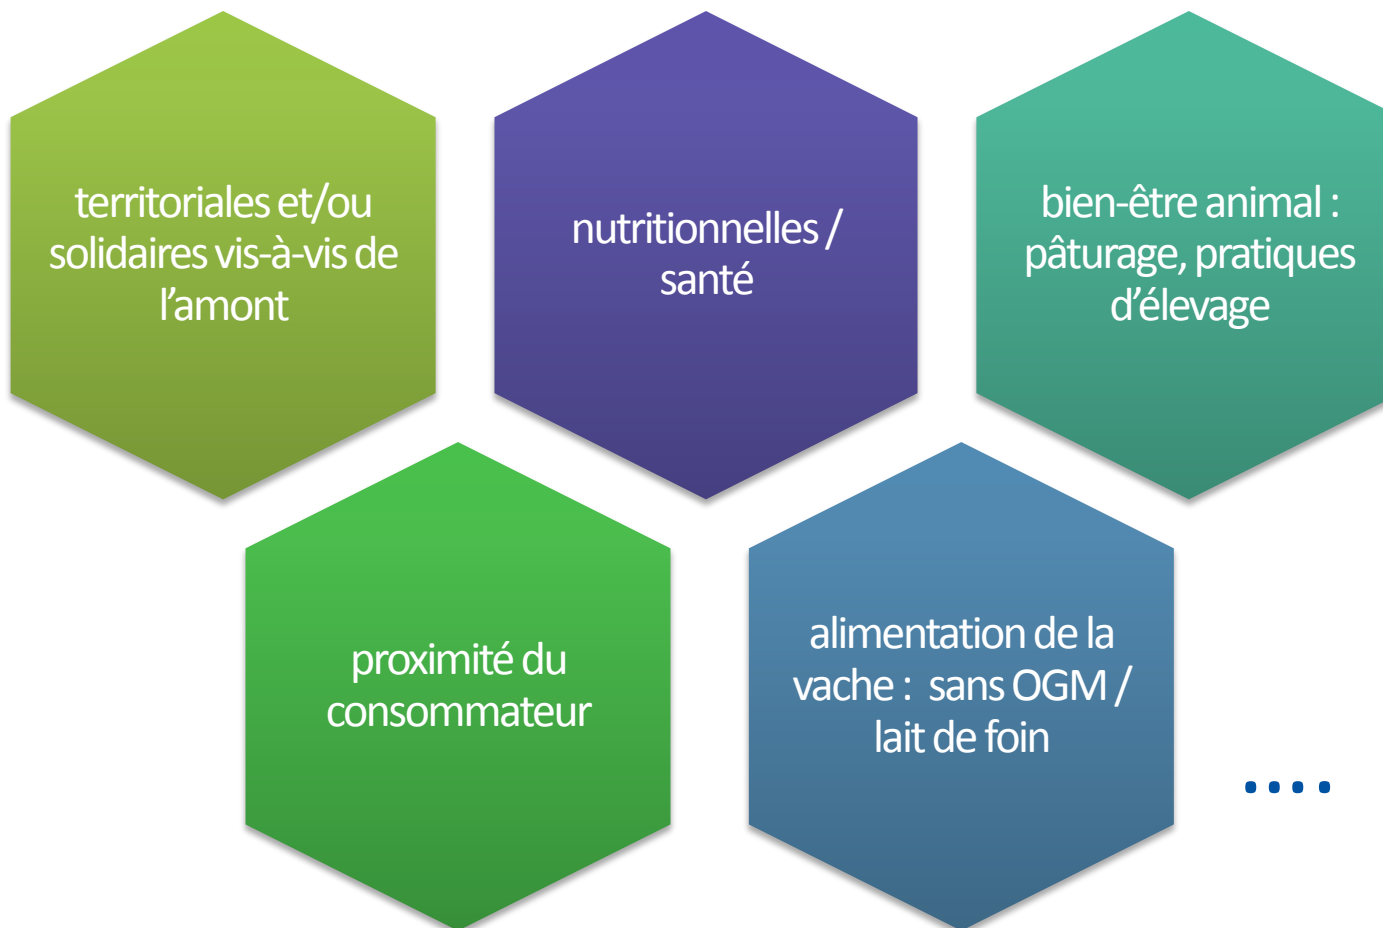 territoriales et/ou
solidaires vis-à-vis de
l’amont
nutritionnelles /
santé
bien-être animal :
pâturage, pratiques
d’élevage
proximité du
consommateur
alimentation de la
vache :  sans OGM /
lait de foin
....